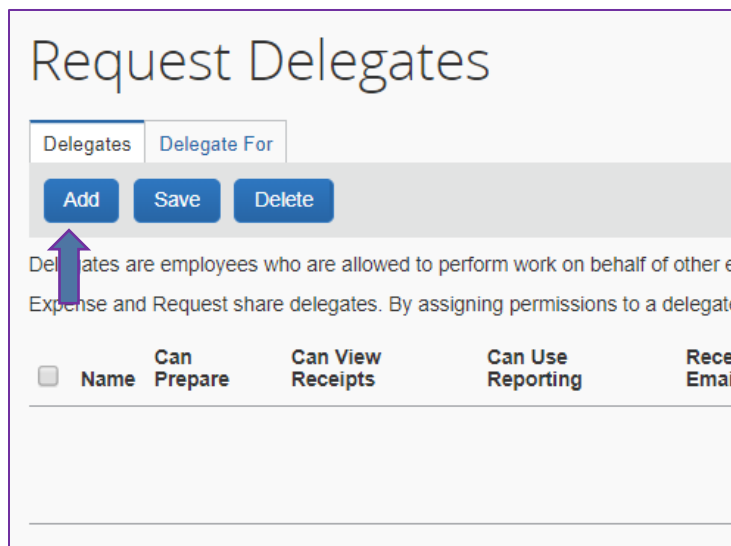 Request Delegates
Delegates Delegate For
Add Save Delete
are employees who are allowed to perform work on behalf of other
Expense and Request share delegates. By assigning permissions to a
Name Can Prepare Can View Receipts Can Use Reporting